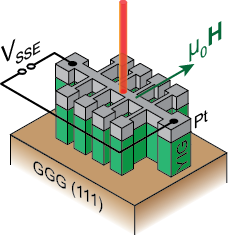 V_SSE
μ₀H
Pt
YIG
GGG (111)